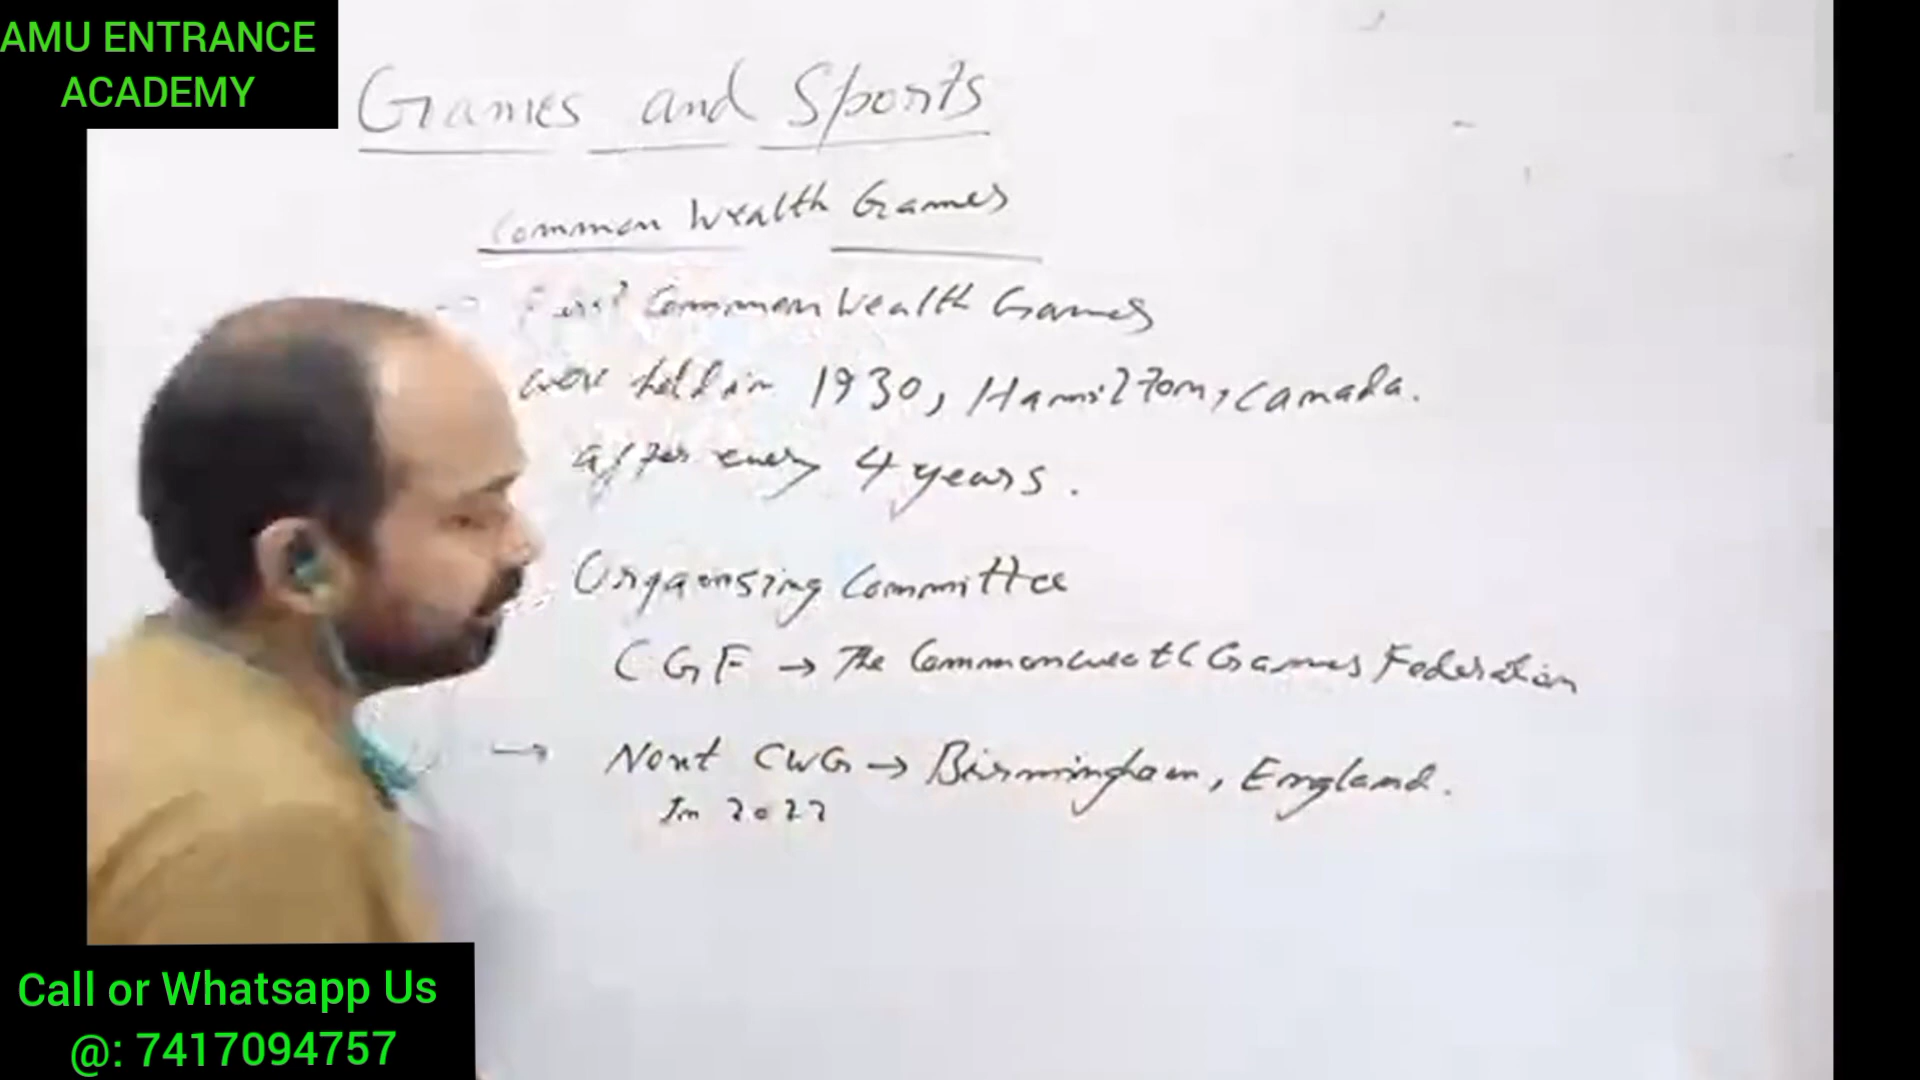 AMU ENTRANCE
ACADEMY
Games and Sports
Common Wealth Games
→ First Common Wealth Games
were held in 1930, Hamilton, Canada.
after every 4 years.
Organising Committee
CGF → The Commonwealth Games Federation
→ Next CWG → Birmingham, England.
In 2022
Call or Whatsapp Us
@: 7417094757